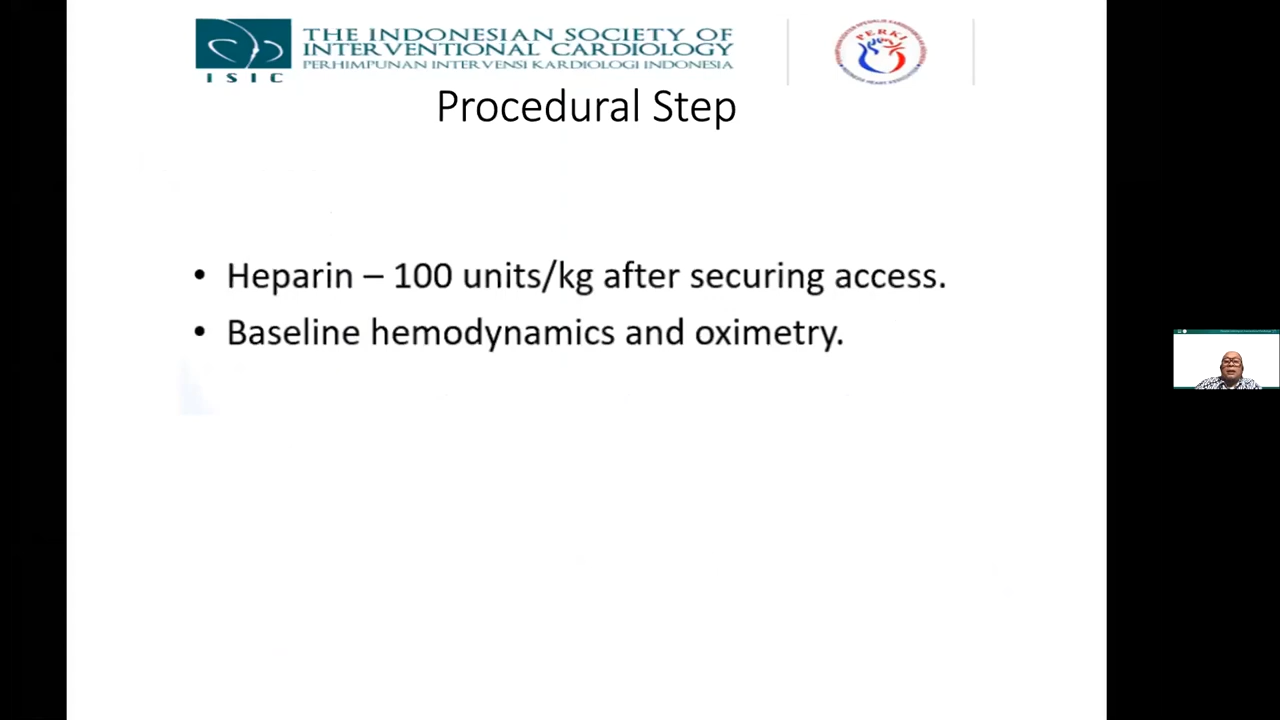 THE INDONESIAN SOCIETY OF
INTERVENTIONAL CARDIOLOGY
PERHIMPUNAN INTERVENSI KARDIOLOGI INDONESIA
ISIC
PERKI
Procedural Step
• Heparin – 100 units/kg after securing access.
• Baseline hemodynamics and oximetry.